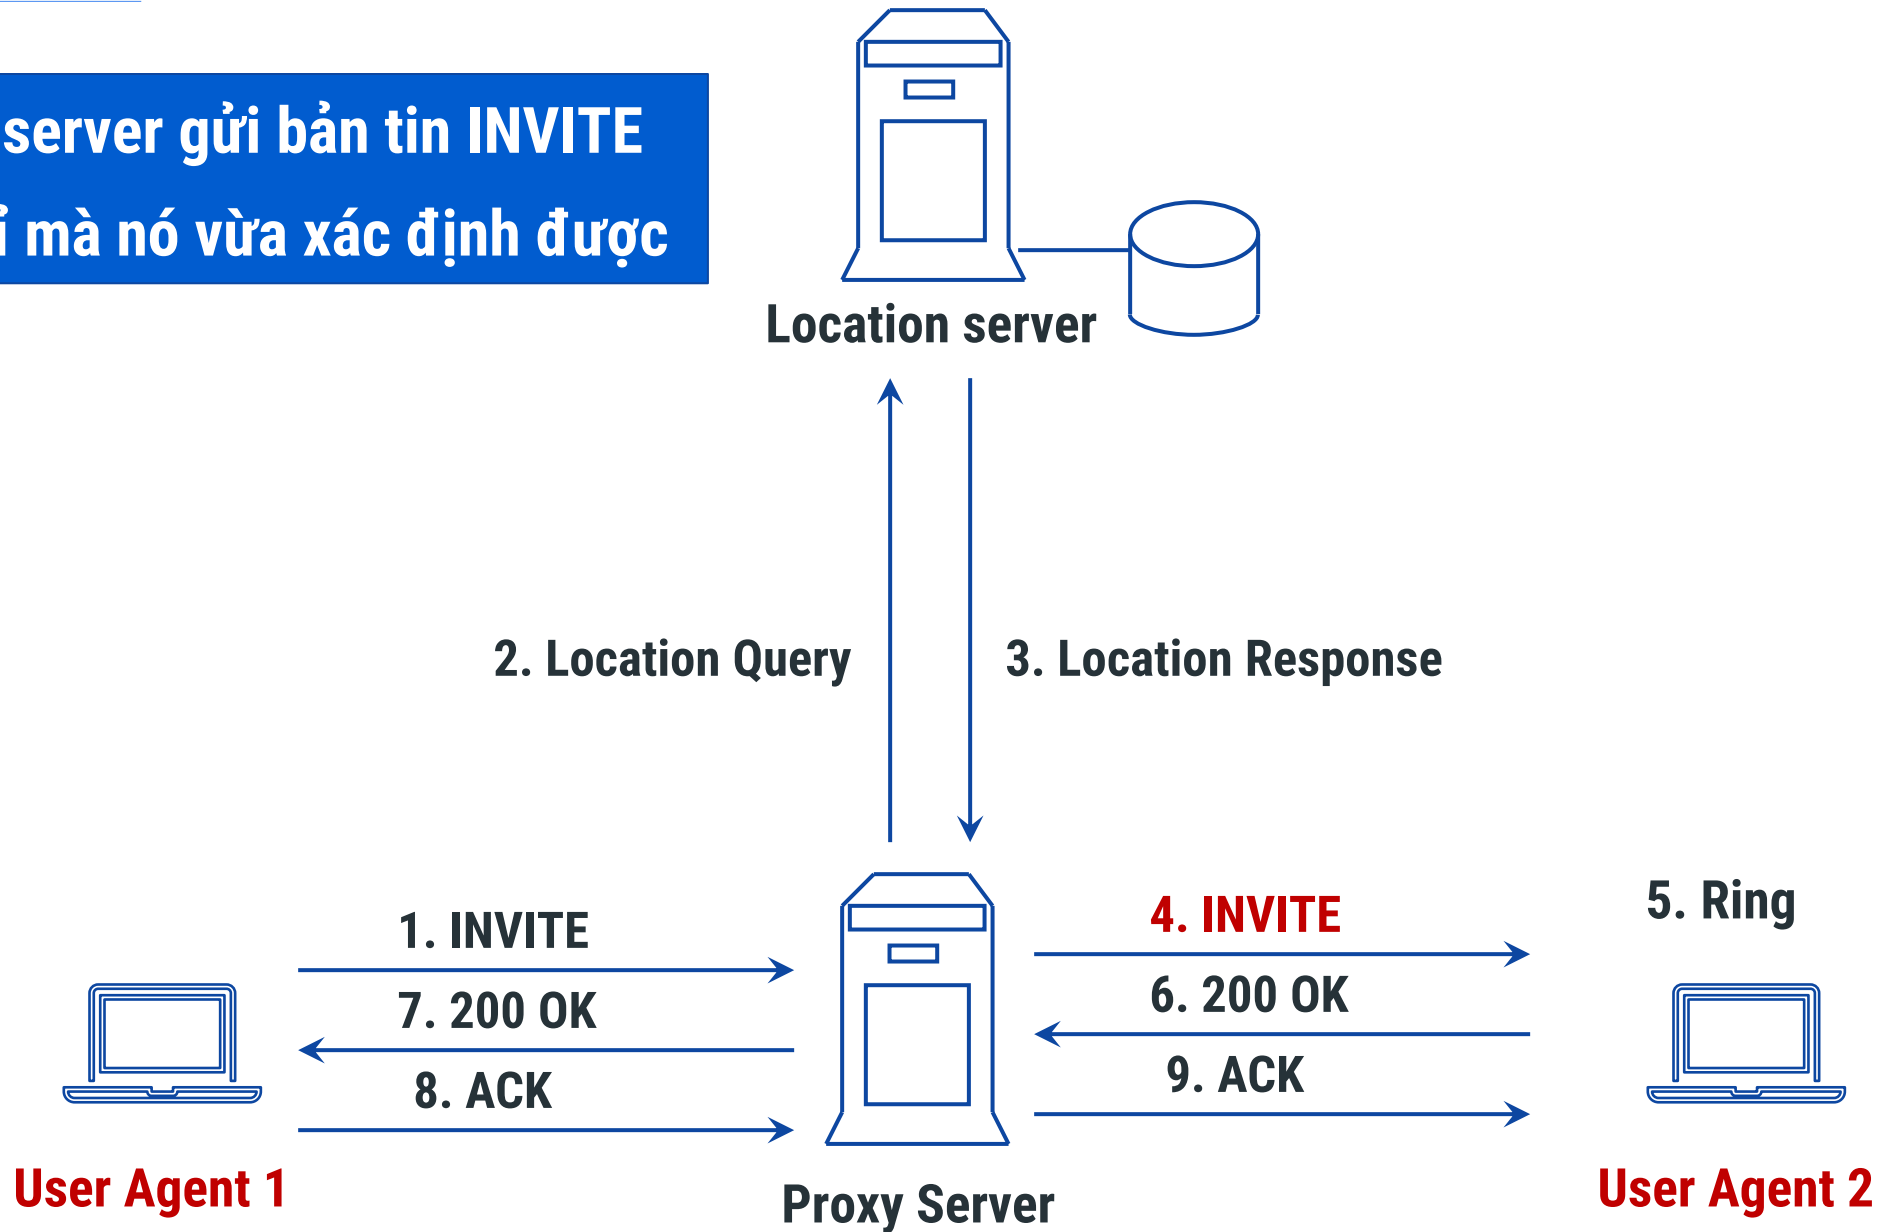 server gửi bản tin INVITE
mà nó vừa xác định được
Location server
2. Location Query
3. Location Response
1. INVITE
4. INVITE
5. Ring
7. 200 OK
6. 200 OK
8. ACK
9. ACK
User Agent 1
Proxy Server
User Agent 2